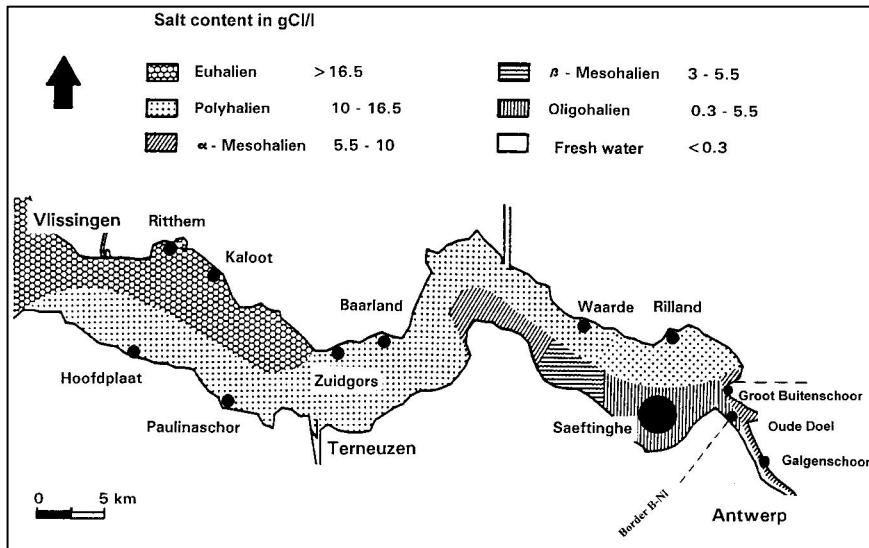 Salt content in gCl/l
Euhalien >16.5
Polyhalien 10 - 16.5
α - Mesohalien 5.5 - 10
β - Mesohalien 3 - 5.5
Oligohalien 0.3 - 5.5
Fresh water <0.3
Vlissingen
Ritthem
Kaloot
Baarland
Waarde
Rilland
Hoofdplaat
Zuidgors
Groot Buitenschoor
Paulinaschor
Saeftinghe
Oude Doel
Terneuzen
Galgenschoor
0 5 km
Border B-Nl
Antwerp